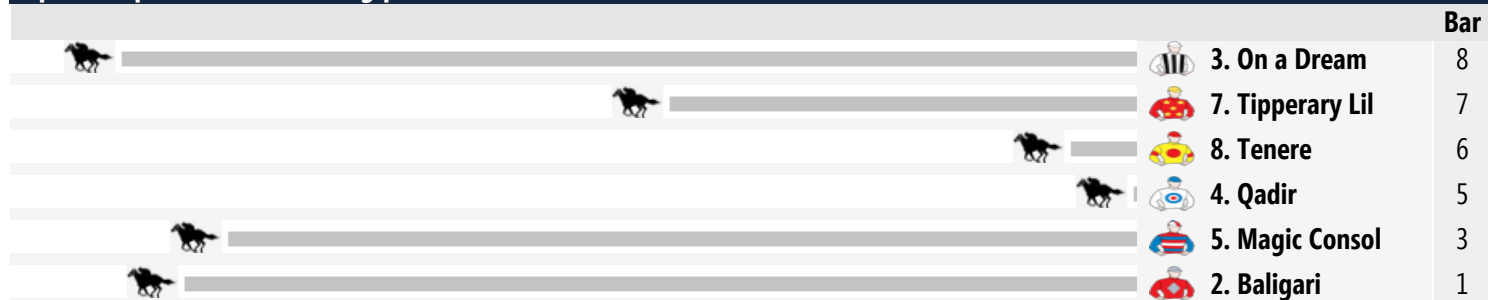 Bar
3. On a Dream 8
7. Tipperary Lil 7
8. Tenere 6
4. Qadir 5
5. Magic Consol 3
2. Baligari 1